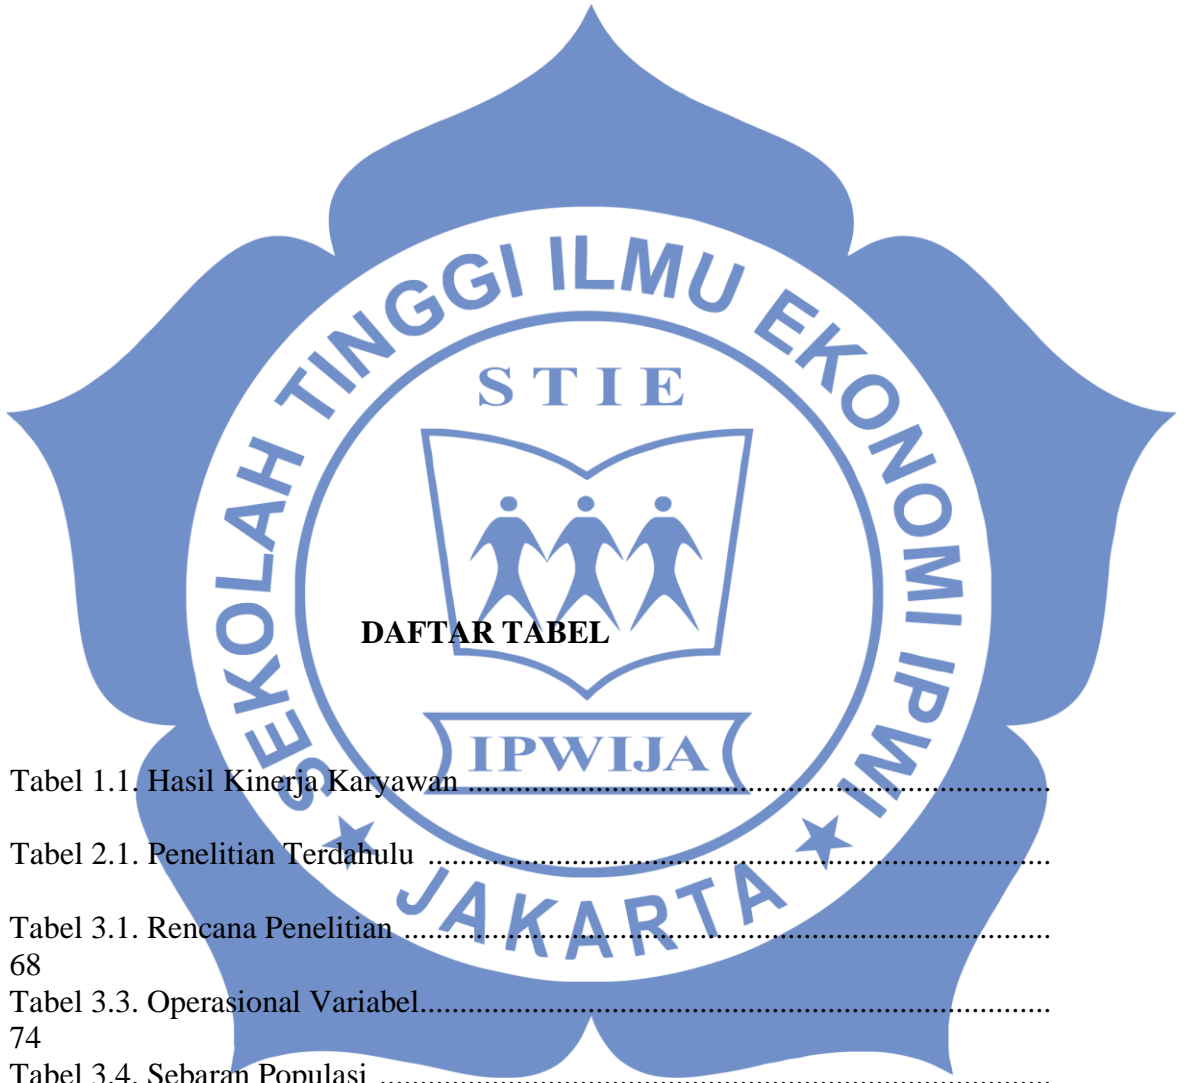 SEKOLAH TINGGI ILMU EKONOMI IPWI
JAKARTA
STIE
IPWIJA
DAFTAR TABEL
Tabel 1.1. Hasil Kinerja Karyawan ..........................................................................
Tabel 2.1. Penelitian Terdahulu ...............................................................................
Tabel 3.1. Rencana Penelitian ..................................................................................
68
Tabel 3.3. Operasional Variabel................................................................................
74
Tabel 3.4. Sebaran Populasi .....................................................................................